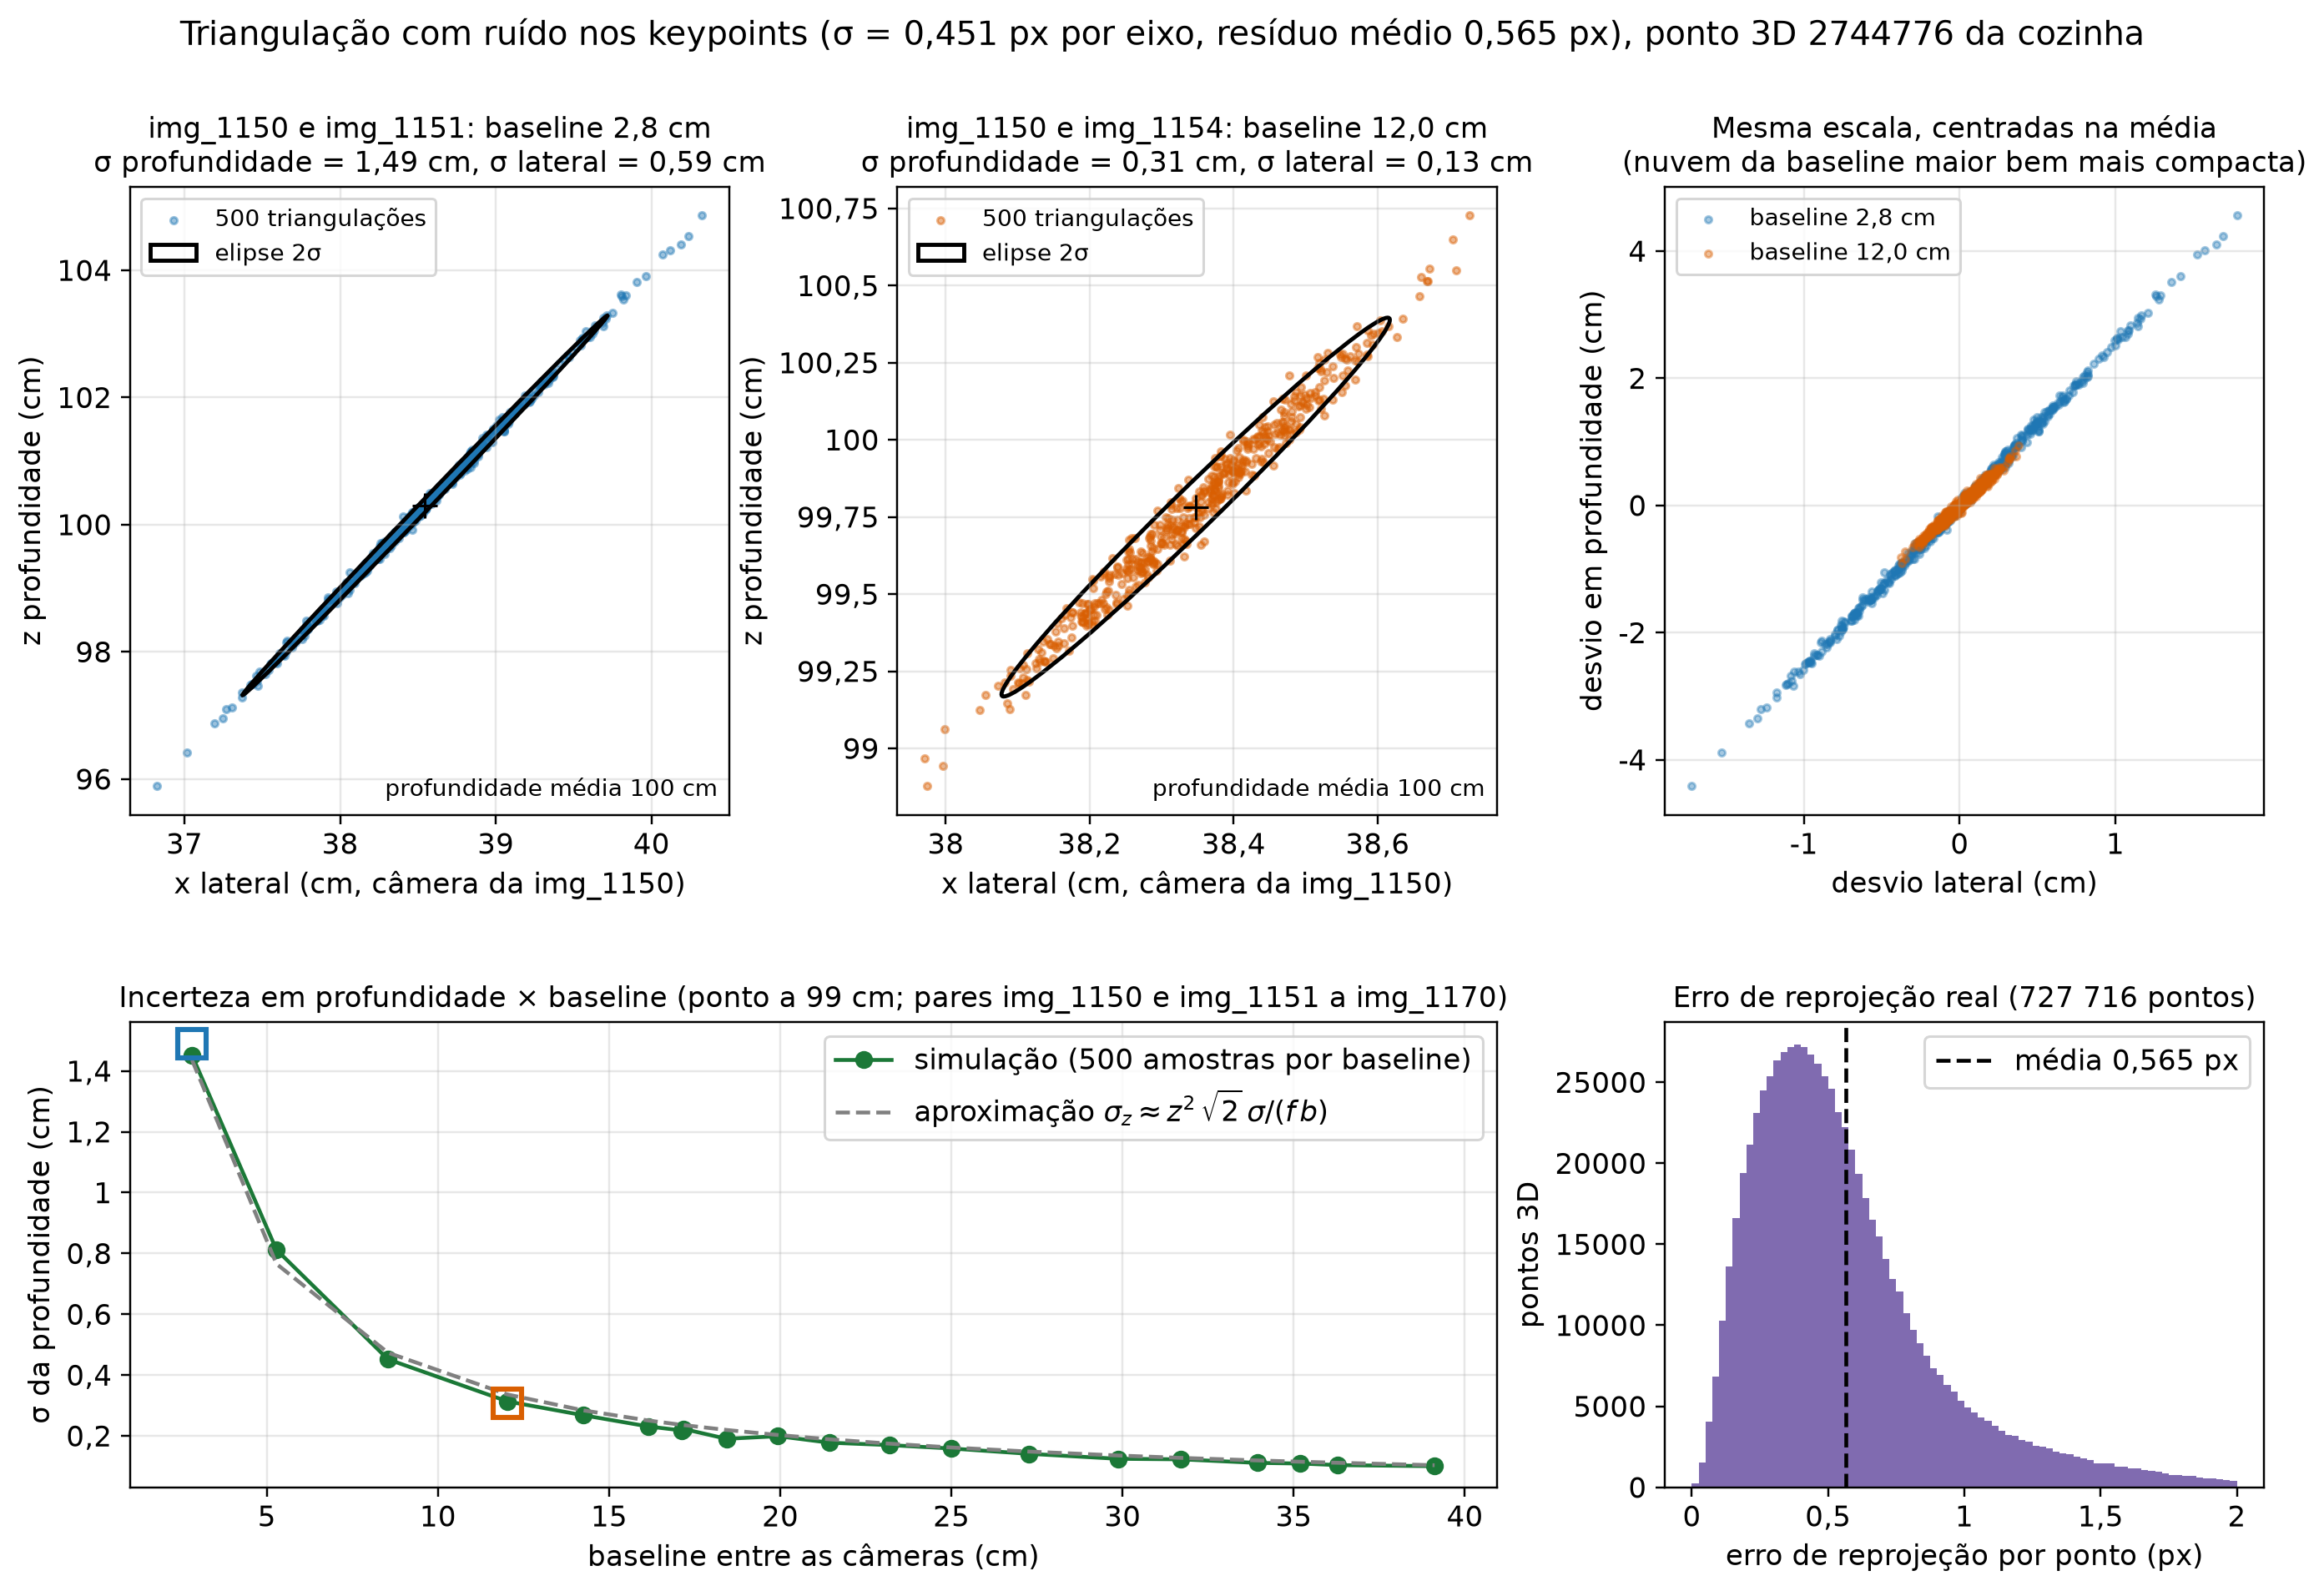 Triangulação com ruído nos keypoints (σ = 0,451 px por eixo, resíduo médio 0,565 px), ponto 3D 2744776 da cozinha
img_1150 e img_1151: baseline 2,8 cm
σ profundidade = 1,49 cm, σ lateral = 0,59 cm
500 triangulações
elipse 2σ
104
102
100
98
96
z profundidade (cm)
profundidade média 100 cm
37 38 39 40
x lateral (cm, câmera da img_1150)
img_1150 e img_1154: baseline 12,0 cm
σ profundidade = 0,31 cm, σ lateral = 0,13 cm
500 triangulações
elipse 2σ
100,75
100,5
100,25
100
99,75
99,5
99,25
99
z profundidade (cm)
profundidade média 100 cm
38 38,2 38,4 38,6
x lateral (cm, câmera da img_1150)
Mesma escala, centradas na média
(nuvem da baseline maior bem mais compacta)
baseline 2,8 cm
baseline 12,0 cm
4
2
0
-2
-4
desvio em profundidade (cm)
-1 0 1
desvio lateral (cm)
Incerteza em profundidade × baseline (ponto a 99 cm; pares img_1150 e img_1151 a img_1170)
simulação (500 amostras por baseline)
aproximação σz ≈ z² √2 σ/(f b)
1,4
1,2
1
0,8
0,6
0,4
0,2
σ da profundidade (cm)
5 10 15 20 25 30 35 40
baseline entre as câmeras (cm)
Erro de reprojeção real (727 716 pontos)
média 0,565 px
25000
20000
15000
10000
5000
0
pontos 3D
0 0,5 1 1,5 2
erro de reprojeção por ponto (px)